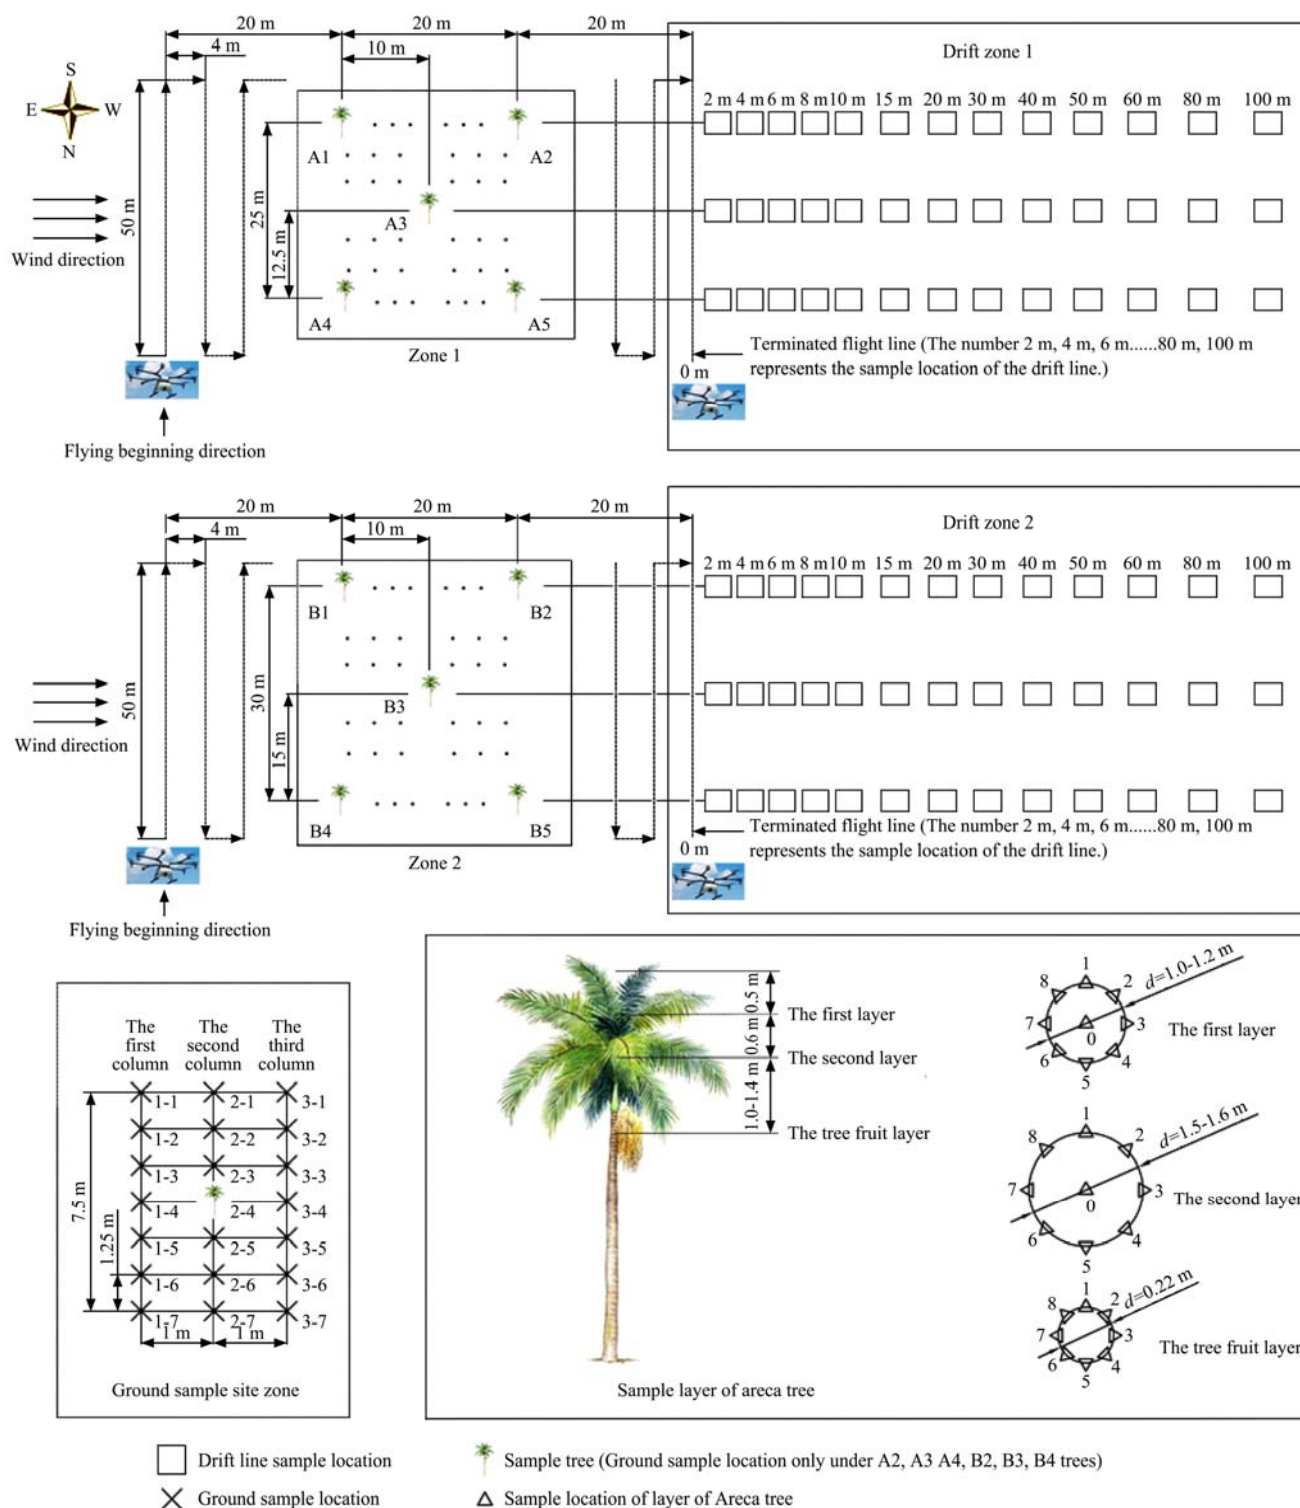 20 m
20 m
20 m
4 m
10 m
S
E
W
N
Drift zone 1
2 m 4 m 6 m 8 m 10 m 15 m 20 m 30 m 40 m 50 m 60 m 80 m 100 m
A1
A2
A3
50 m
25 m
12.5 m
Wind direction
A4
A5
Zone 1
Terminated flight line (The number 2 m, 4 m, 6 m......80 m, 100 m
0 m
represents the sample location of the drift line.)
Flying beginning direction
20 m
20 m
20 m
4 m
10 m
Drift zone 2
2 m 4 m 6 m 8 m 10 m 15 m 20 m 30 m 40 m 50 m 60 m 80 m 100 m
B1
B2
B3
50 m
30 m
15 m
Wind direction
B4
B5
Zone 2
Terminated flight line (The number 2 m, 4 m, 6 m......80 m, 100 m
0 m
represents the sample location of the drift line.)
Flying beginning direction
The first column
The second column
The third column
1-1 2-1 3-1
1-2 2-2 3-2
1-3 2-3 3-3
1-4 2-4 3-4
1-5 2-5 3-5
1-6 2-6 3-6
1-7 2-7 3-7
7.5 m
1.25 m
1 m
1 m
Ground sample site zone
0.5 m
The first layer
0.6 m
The second layer
1.0-1.4 m
The tree fruit layer
Sample layer of areca tree
1
2
3
4
5
6
7
8
0
d=1.0-1.2 m
The first layer
1
2
3
4
5
6
7
8
0
d=1.5-1.6 m
The second layer
1
2
3
4
5
6
7
8
d=0.22 m
The tree fruit layer
Drift line sample location
Sample tree (Ground sample location only under A2, A3 A4, B2, B3, B4 trees)
Ground sample location
Sample location of layer of Areca tree